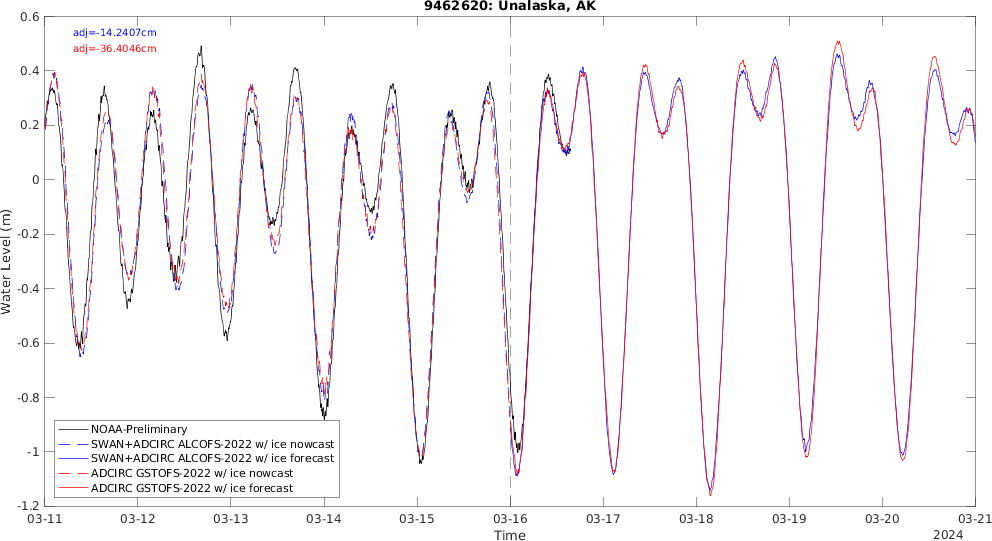 9462620: Unalaska, AK
adj=-14.2407cm
adj=-36.4046cm
0.6
0.4
0.2
0
-0.2
-0.4
-0.6
-0.8
-1
-1.2
Water Level (m)
NOAA-Preliminary
SWAN+ADCIRC ALCOFS-2022 w/ ice nowcast
SWAN+ADCIRC ALCOFS-2022 w/ ice forecast
ADCIRC GSTOFS-2022 w/ ice nowcast
ADCIRC GSTOFS-2022 w/ ice forecast
03-11 03-12 03-13 03-14 03-15 03-16 03-17 03-18 03-19 03-20 03-21
Time
2024